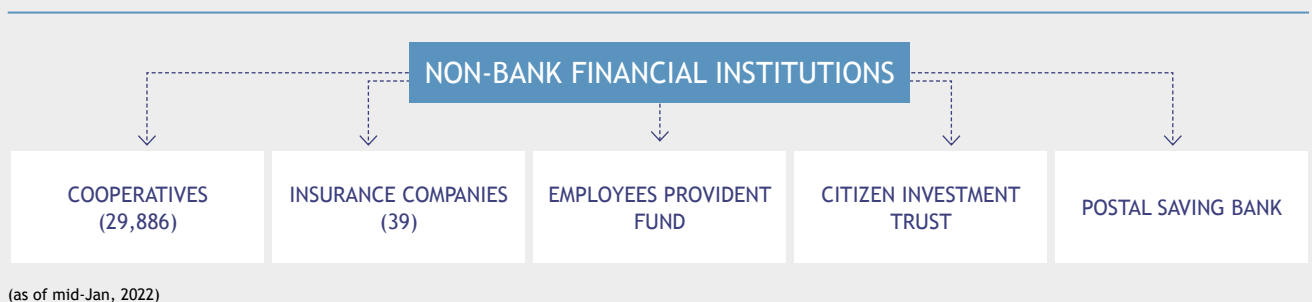 NON-BANK FINANCIAL INSTITUTIONS
COOPERATIVES
(29,886)
INSURANCE COMPANIES
(39)
EMPLOYEES PROVIDENT
FUND
CITIZEN INVESTMENT
TRUST
POSTAL SAVING BANK
(as of mid-Jan, 2022)